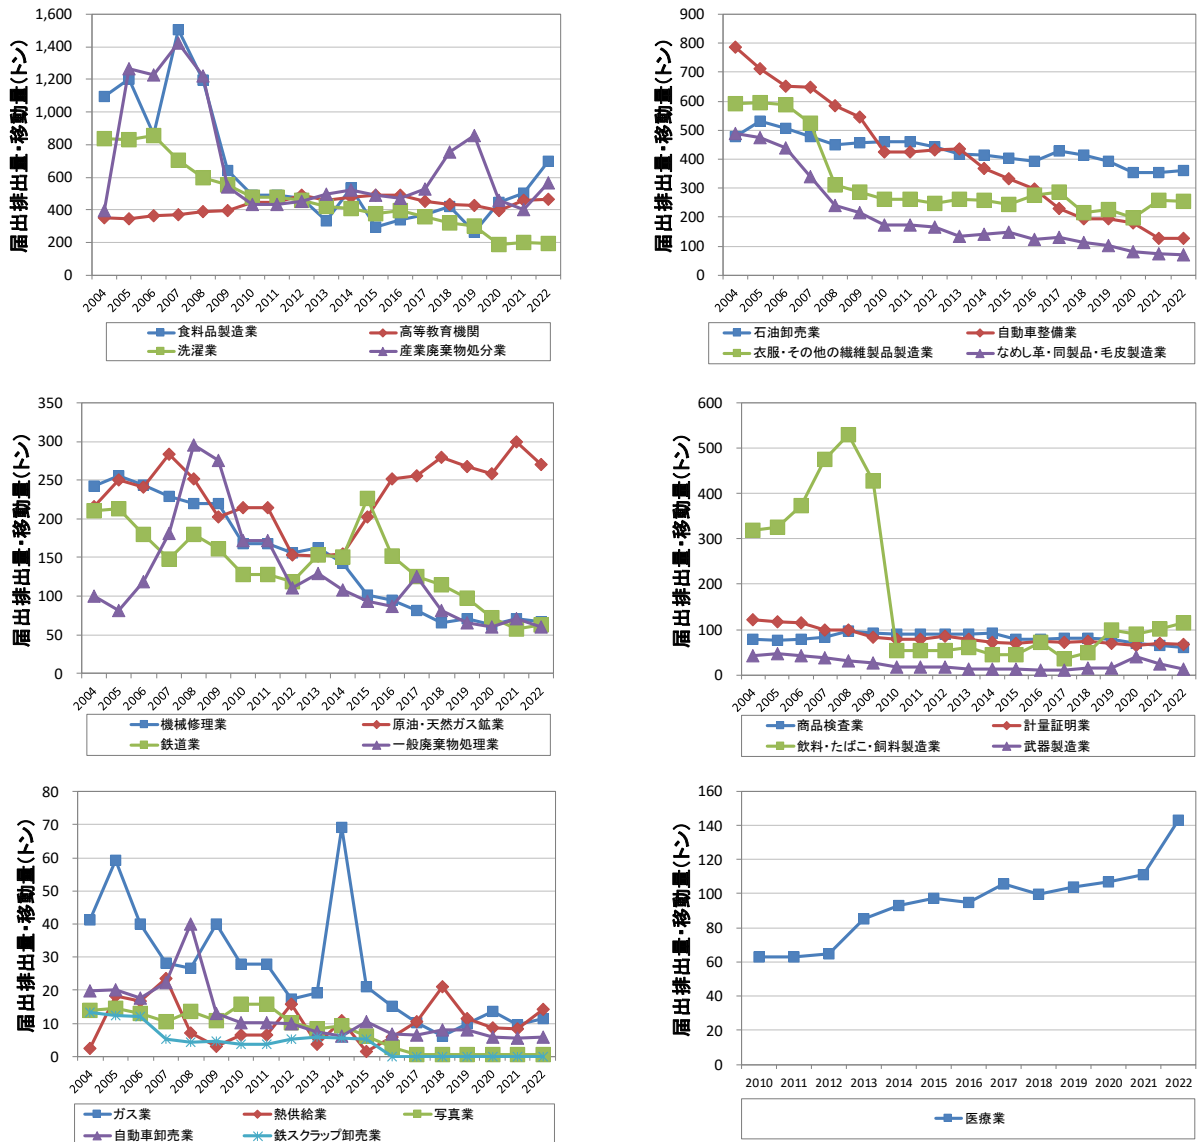 届出排出量・移動量(トン)
1,600
1,400
1,200
1,000
800
600
400
200
0
2004 2005 2006 2007 2008 2009 2010 2011 2012 2013 2014 2015 2016 2017 2018 2019 2020 2021 2022
食料品製造業 高等教育機関
洗濯業 産業廃棄物処分業
届出排出量・移動量(トン)
900
800
700
600
500
400
300
200
100
0
2004 2005 2006 2007 2008 2009 2010 2011 2012 2013 2014 2015 2016 2017 2018 2019 2020 2021 2022
石油卸売業 自動車整備業
衣服・その他の繊維製品製造業 なめし革・同製品・毛皮製造業
届出排出量・移動量(トン)
350
300
250
200
150
100
50
0
2004 2005 2006 2007 2008 2009 2010 2011 2012 2013 2014 2015 2016 2017 2018 2019 2020 2021 2022
機械修理業 原油・天然ガス鉱業
鉄道業 一般廃棄物処理業
届出排出量・移動量(トン)
600
500
400
300
200
100
0
2004 2005 2006 2007 2008 2009 2010 2011 2012 2013 2014 2015 2016 2017 2018 2019 2020 2021 2022
商品検査業 計量証明業
飲料・たばこ・飼料製造業 武器製造業
届出排出量・移動量(トン)
80
70
60
50
40
30
20
10
0
2004 2005 2006 2007 2008 2009 2010 2011 2012 2013 2014 2015 2016 2017 2018 2019 2020 2021 2022
ガス業 熱供給業 写真業
自動車卸売業 鉄スクラップ卸売業
届出排出量・移動量(トン)
160
140
120
100
80
60
40
20
0
2010 2011 2012 2013 2014 2015 2016 2017 2018 2019 2020 2021 2022
医療業